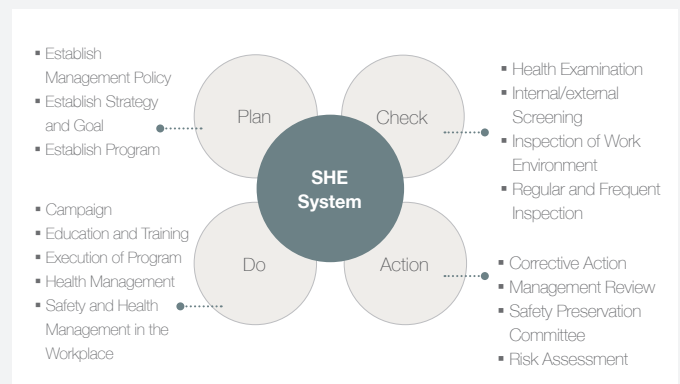 ▪ Establish
Management Policy
▪ Establish Strategy
and Goal
▪ Establish Program
Plan
Check
▪ Health Examination
▪ Internal/external
Screening
▪ Inspection of Work
Environment
▪ Regular and Frequent
Inspection
SHE
System
▪ Campaign
▪ Education and Training
▪ Execution of Program
▪ Health Management
▪ Safety and Health
Management in the
Workplace
Do
Action
▪ Corrective Action
▪ Management Review
▪ Safety Preservation
Committee
▪ Risk Assessment